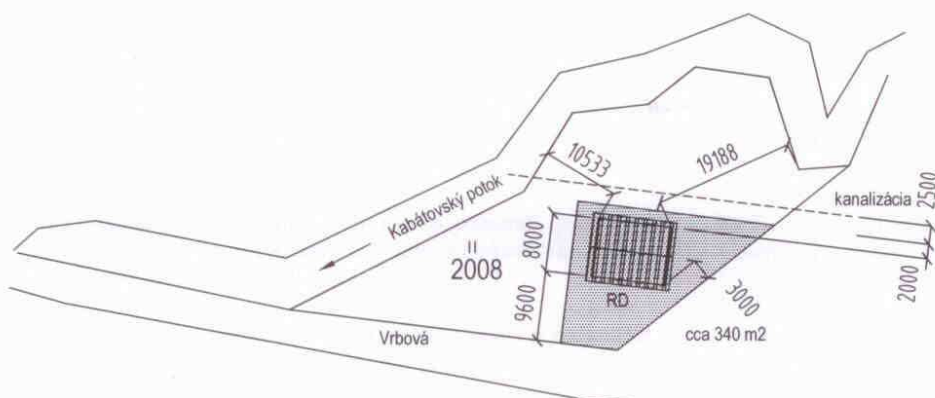 10533
19188
kanalizácia
2500
2000
Kabátovský potok
II
2008
8000
9600
RD
3000
cca 340 m2
Vrbová